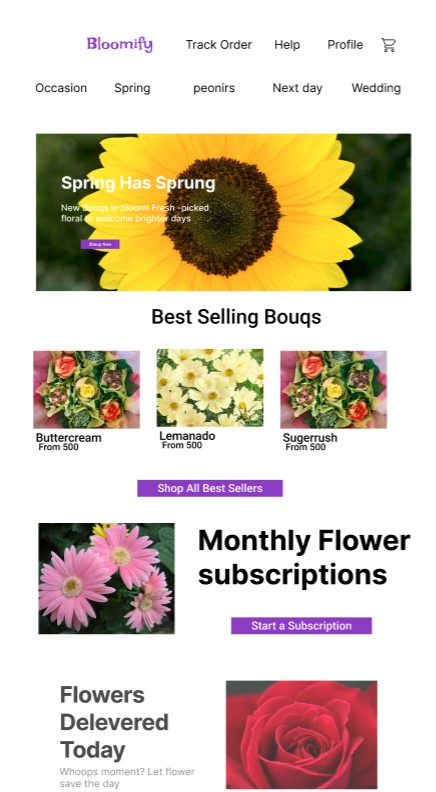 Bloomify Track Order Help Profile
Occasion Spring peonirs Next day Wedding
Spring Has Sprung
New Bouqs in bloom! Fresh -picked
floral to welcome brighter days
Shoop Now
Best Selling Bouqs
Buttercream
From 500
Lemanado
From 500
Sugerrush
From 500
Shop All Best Sellers
Monthly Flower
subscriptions
Start a Subscription
Flowers
Delevered
Today
Whoops moment? Let flower
save the day